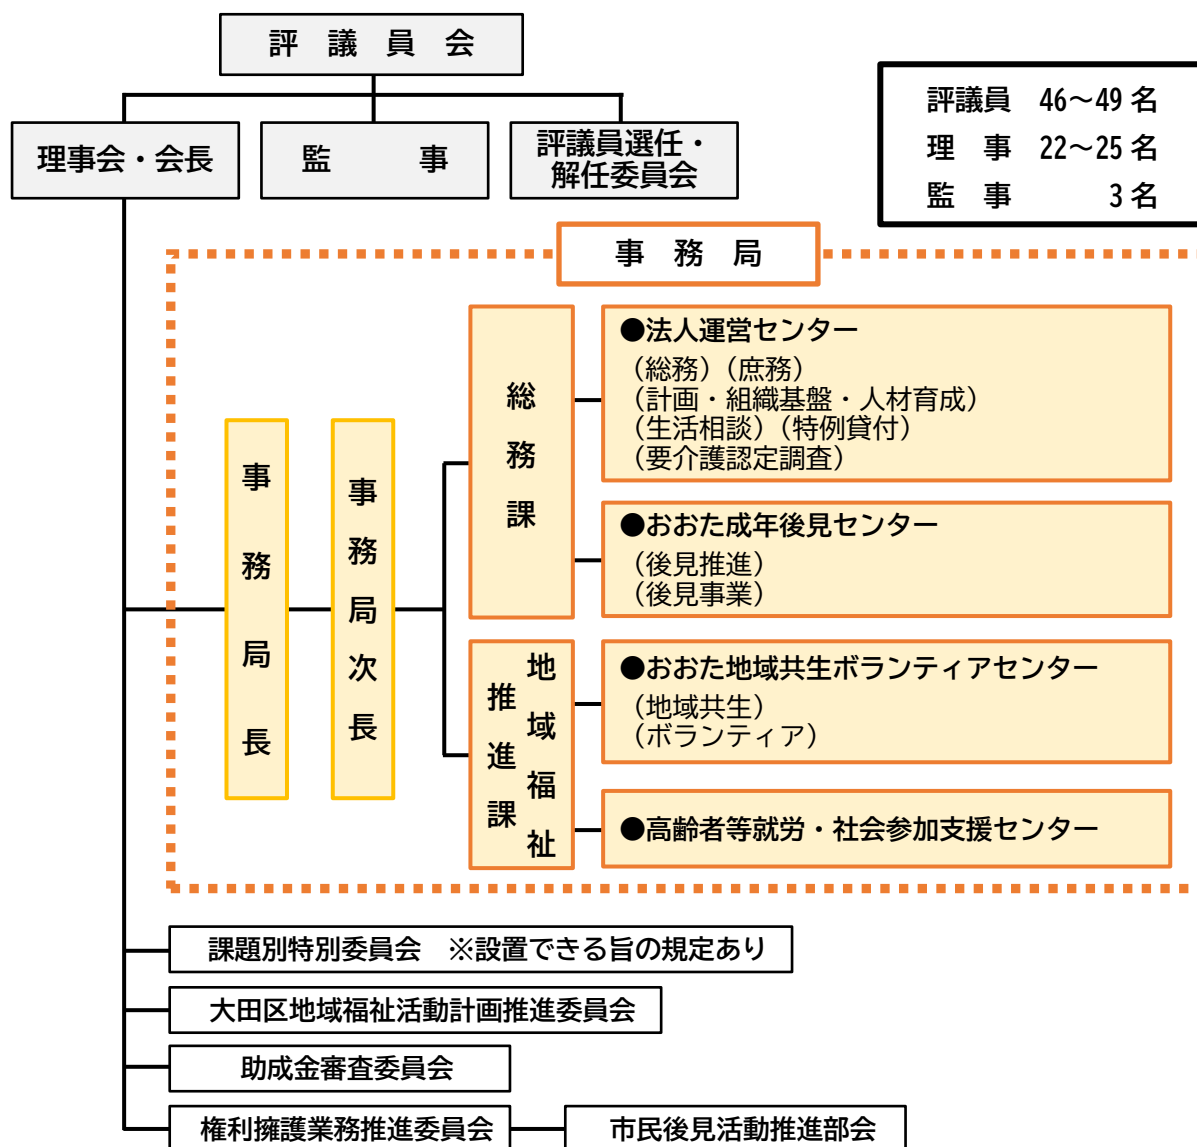 評　議　員　会
理事会・会長
監　　　事
評議員選任・
解任委員会
評議員　46～49 名
理　事　22～25 名
監　事　　　3 名
事　務　局
事務局長
事務局次長
総務課
●法人運営センター
（総務）（庶務）
（計画・組織基盤・人材育成）
（生活相談）（特例貸付）
（要介護認定調査）
●おおた成年後見センター
（後見推進）
（後見事業）
地域福祉
推進課
●おおた地域共生ボランティアセンター
（地域共生）
（ボランティア）
●高齢者等就労・社会参加支援センター
課題別特別委員会　※設置できる旨の規定あり
大田区地域福祉活動計画推進委員会
助成金審査委員会
権利擁護業務推進委員会
市民後見活動推進部会